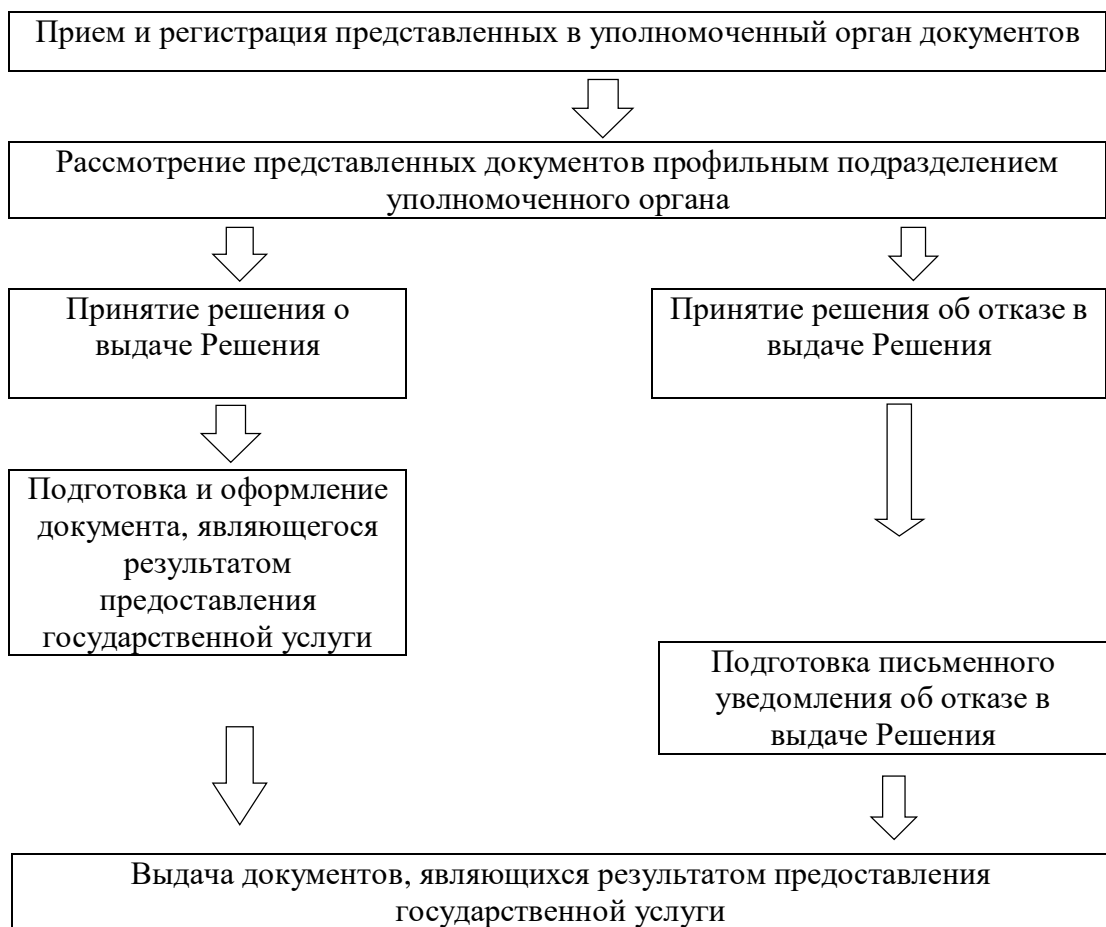 Прием и регистрация представленных в уполномоченный орган документов
Рассмотрение представленных документов профильным подразделением
уполномоченного органа
Принятие решения о
выдаче Решения
Принятие решения об отказе в
выдаче Решения
Подготовка и оформление
документа, являющегося
результатом
предоставления
государственной услуги
Подготовка письменного
уведомления об отказе в
выдаче Решения
Выдача документов, являющихся результатом предоставления
государственной услуги